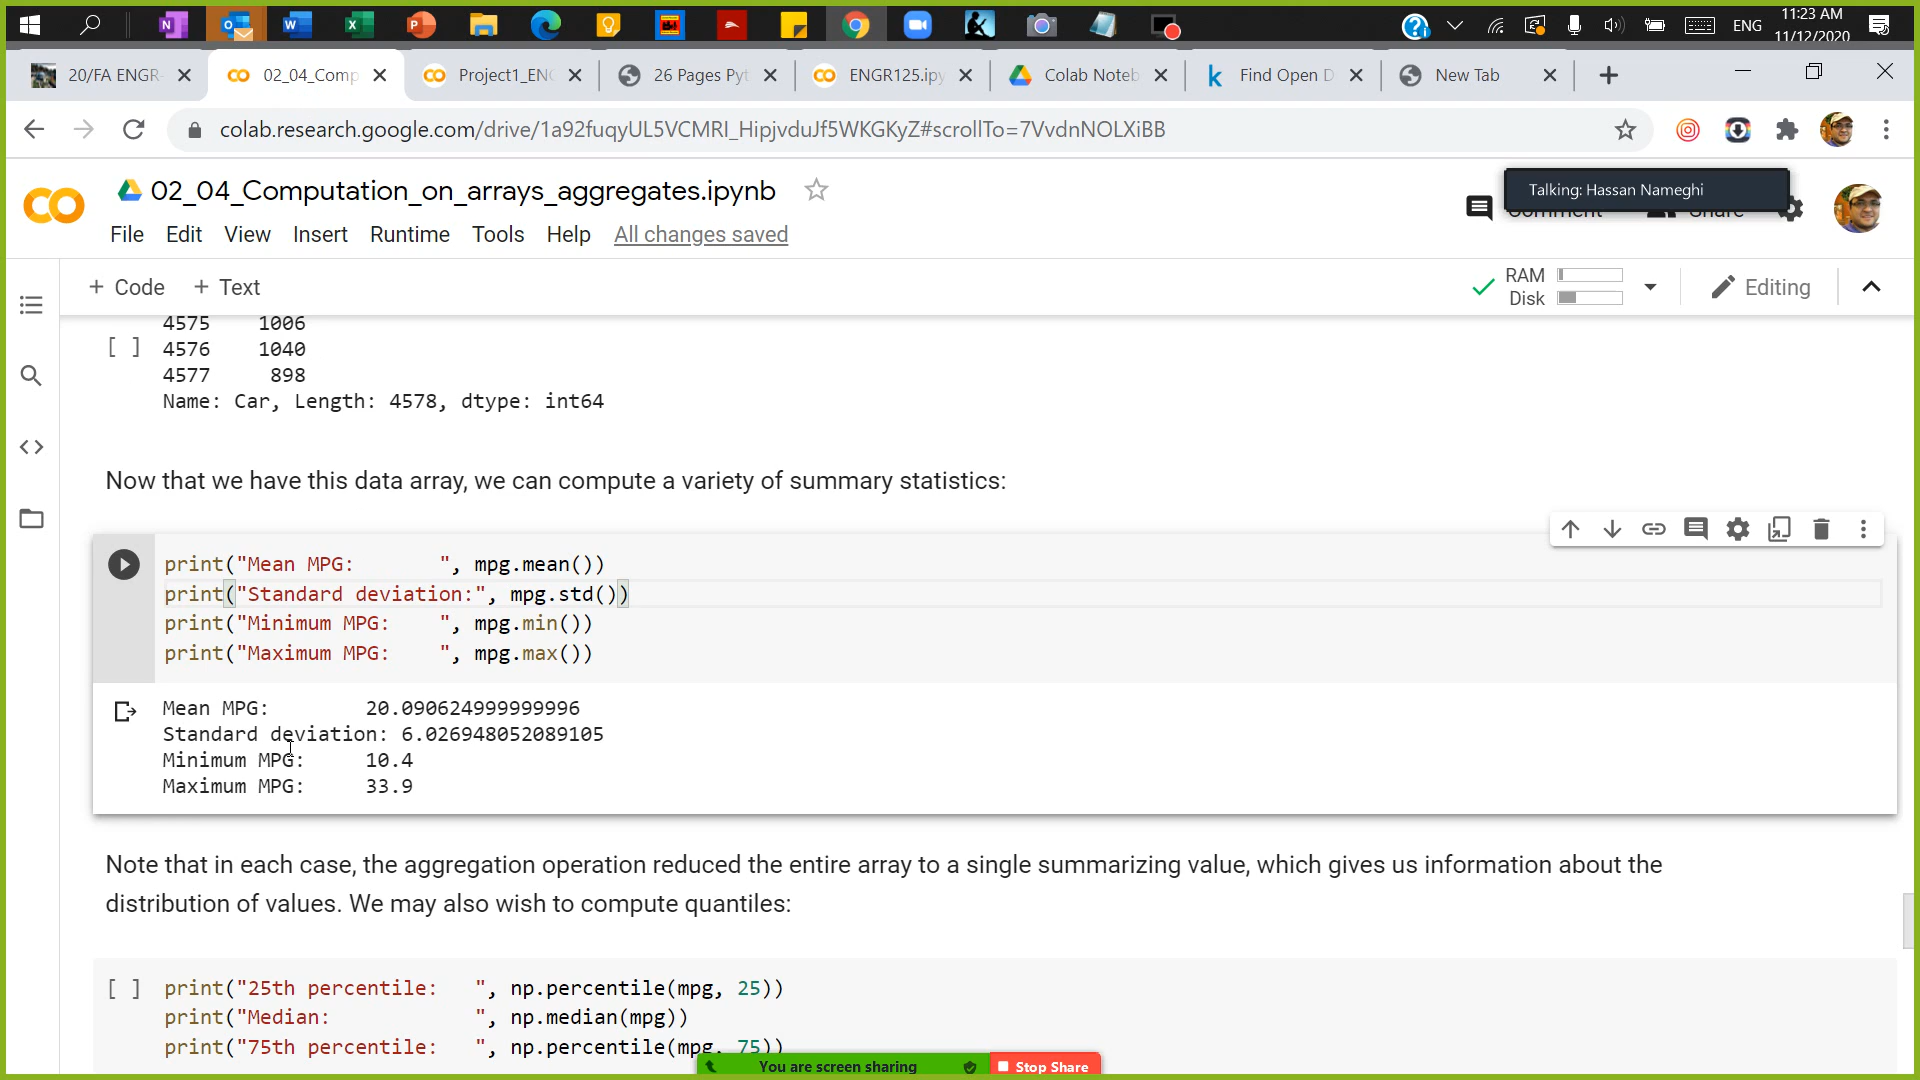 ENG
11:23 AM
11/12/2020
20/FA ENGR-
02_04_Comp
Project1_ENG
26 Pages Pyt
ENGR125.ipy
Colab Noteb
Find Open D
New Tab
colab.research.google.com/drive/1a92fuqyUL5VCMRI_HipjvduJf5WKGKyZ#scrollTo=7VvdnNOLXiBB
02_04_Computation_on_arrays_aggregates.ipynb
Talking: Hassan Nameghi
Comment
Share
File Edit View Insert Runtime Tools Help All changes saved
+ Code + Text
RAM
Disk
Editing
4575 1006
[ ] 4576 1040
4577 898
Name: Car, Length: 4578, dtype: int64
Now that we have this data array, we can compute a variety of summary statistics:
print("Mean MPG:       ", mpg.mean())
print("Standard deviation:", mpg.std())
print("Minimum MPG:    ", mpg.min())
print("Maximum MPG:    ", mpg.max())
Mean MPG:        20.090624999999996
Standard deviation: 6.026948052089105
Minimum MPG:     10.4
Maximum MPG:     33.9
Note that in each case, the aggregation operation reduced the entire array to a single summarizing value, which gives us information about the
distribution of values. We may also wish to compute quantiles:
[ ] print("25th percentile:   ", np.percentile(mpg, 25))
print("Median:            ", np.median(mpg))
print("75th percentile:   ", np.percentile(mpg, 75))
You are screen sharing
Stop Share